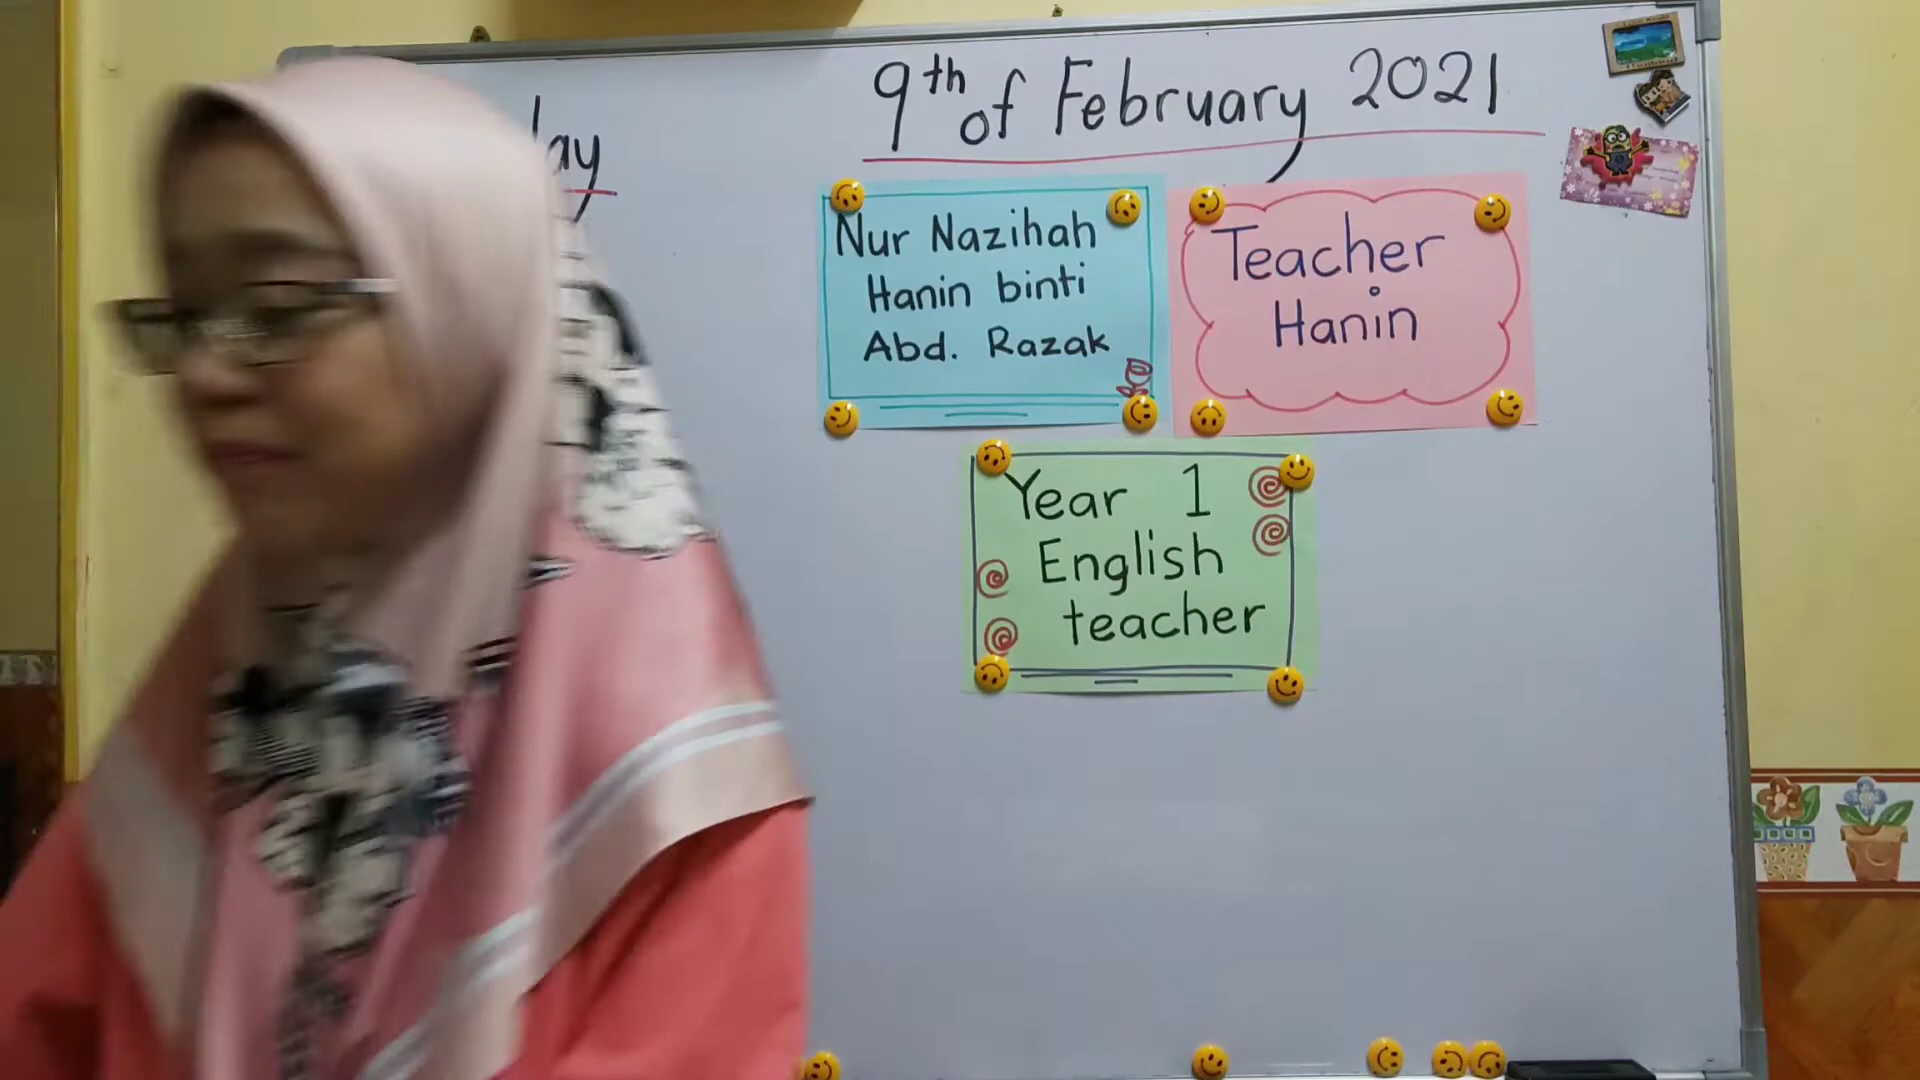 9th of February 2021
Nur Nazihah
Hanin binti
Abd. Razak
Teacher
Hanin
Year 1
English
teacher